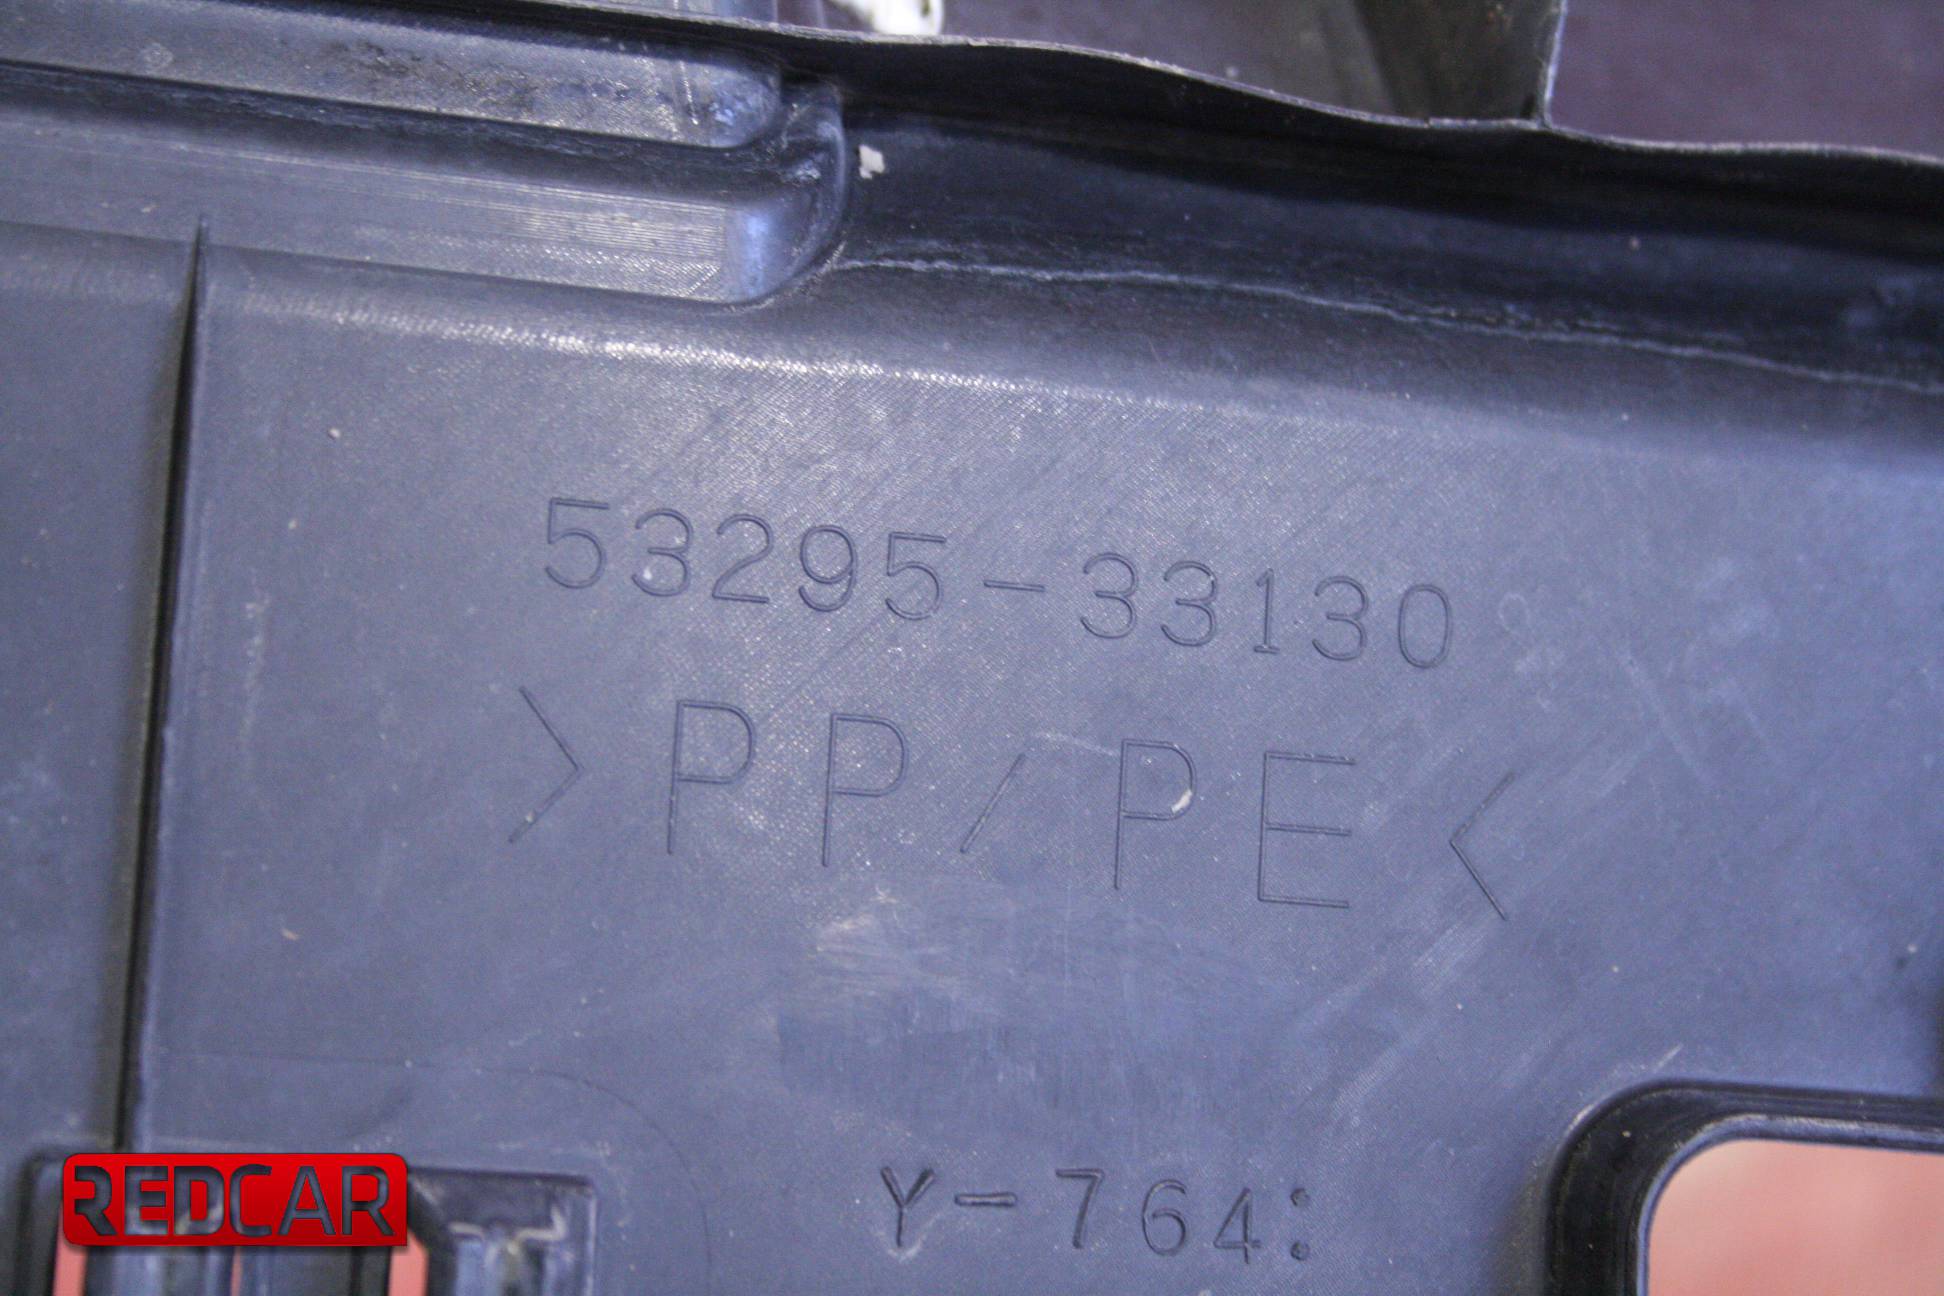 53295-33130
>PP/PE<
Y-764:
REDCAR